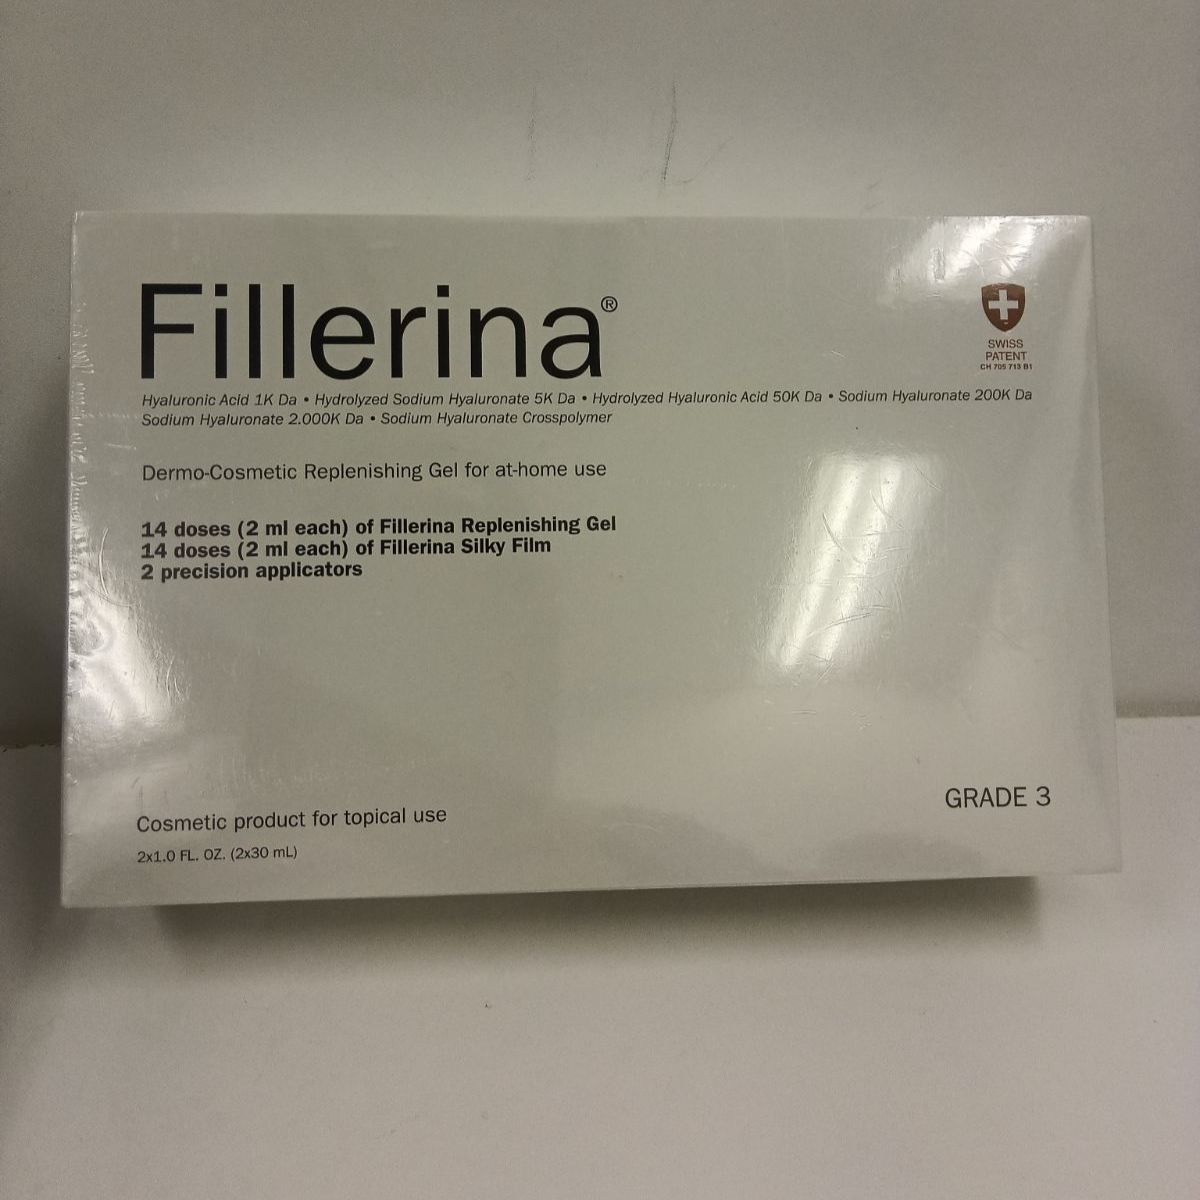 Fillerina®
SWISS
PATENT
CH 705 713 B1
Hyaluronic Acid 1K Da • Hydrolyzed Sodium Hyaluronate 5K Da • Hydrolyzed Hyaluronic Acid 50K Da • Sodium Hyaluronate 200K Da
Sodium Hyaluronate 2.000K Da • Sodium Hyaluronate Crosspolymer
Dermo-Cosmetic Replenishing Gel for at-home use
14 doses (2 ml each) of Fillerina Replenishing Gel
14 doses (2 ml each) of Fillerina Silky Film
2 precision applicators
GRADE 3
Cosmetic product for topical use
2x1.0 FL. OZ. (2x30 mL)